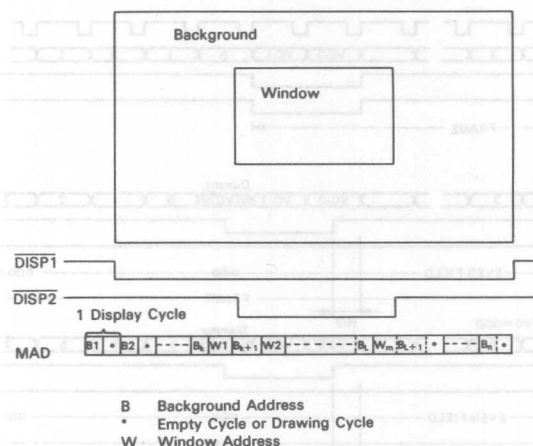 Background
Window
DISP1
DISP2
1 Display Cycle
MAD B1 • B2 • Bk W1 Bk+1 W2 BL Wm BL+1 • Bn •
B Background Address
• Empty Cycle or Drawing Cycle
W Window Address